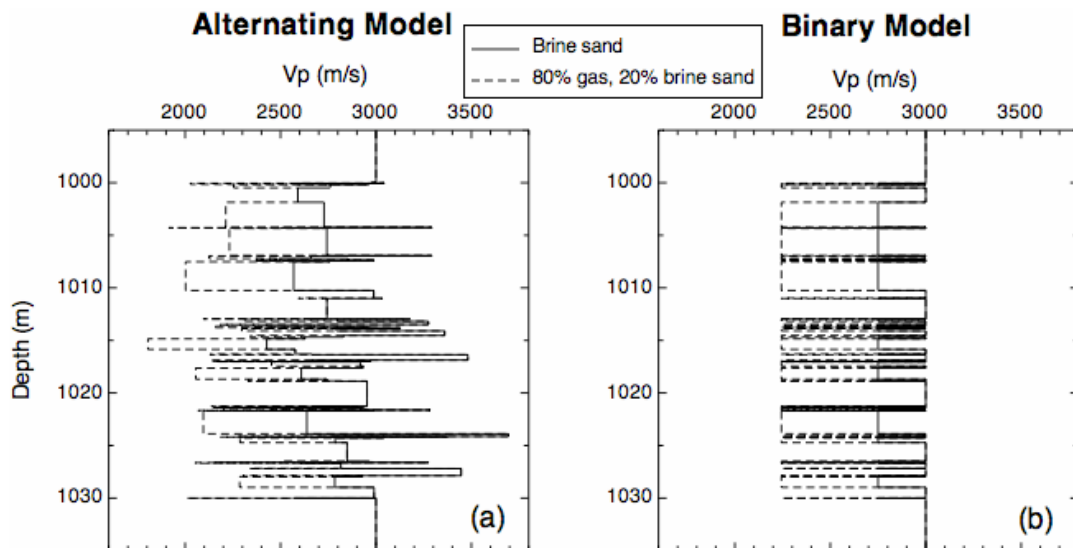 Alternating Model
Binary Model
Brine sand
80% gas, 20% brine sand
Vp (m/s)
Vp (m/s)
2000 2500 3000 3500
2000 2500 3000 3500
Depth (m)
1000
1000
1010
1010
1020
1020
1030
1030
(a)
(b)